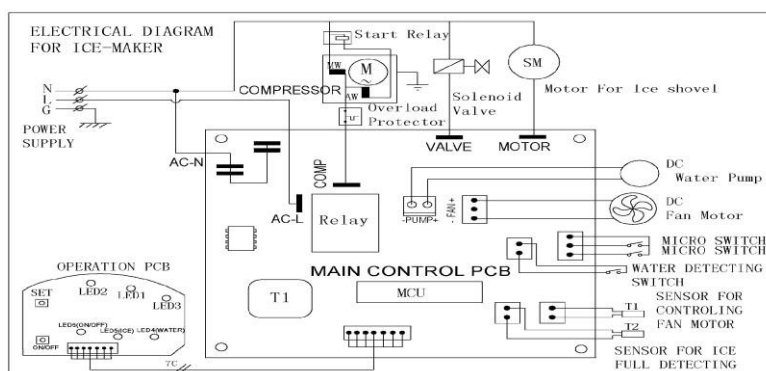 ELECTRICAL DIAGRAM
FOR ICE-MAKER
Start Relay
MW
M
~
AW
COMPRESSOR
SM
Motor For Ice shovel
Solenoid
Valve
N
L
G
POWER
SUPPLY
Overload
Protector
AC-N
COMP
VALVE
MOTOR
AC-L
Relay
-PUMP+
- FAN+
DC
Water Pump
DC
Fan Motor
MICRO SWITCH
MICRO SWITCH
WATER DETECTING
SWITCH
MAIN CONTROL PCB
T1
MCU
SENSOR FOR
CONTROLING
FAN MOTOR
T1
T2
SENSOR FOR ICE
FULL DETECTING
OPERATION PCB
SET
LED2
LED1
LED3
LED5(ICE)
LED4(WATER)
ON/OFF
7C